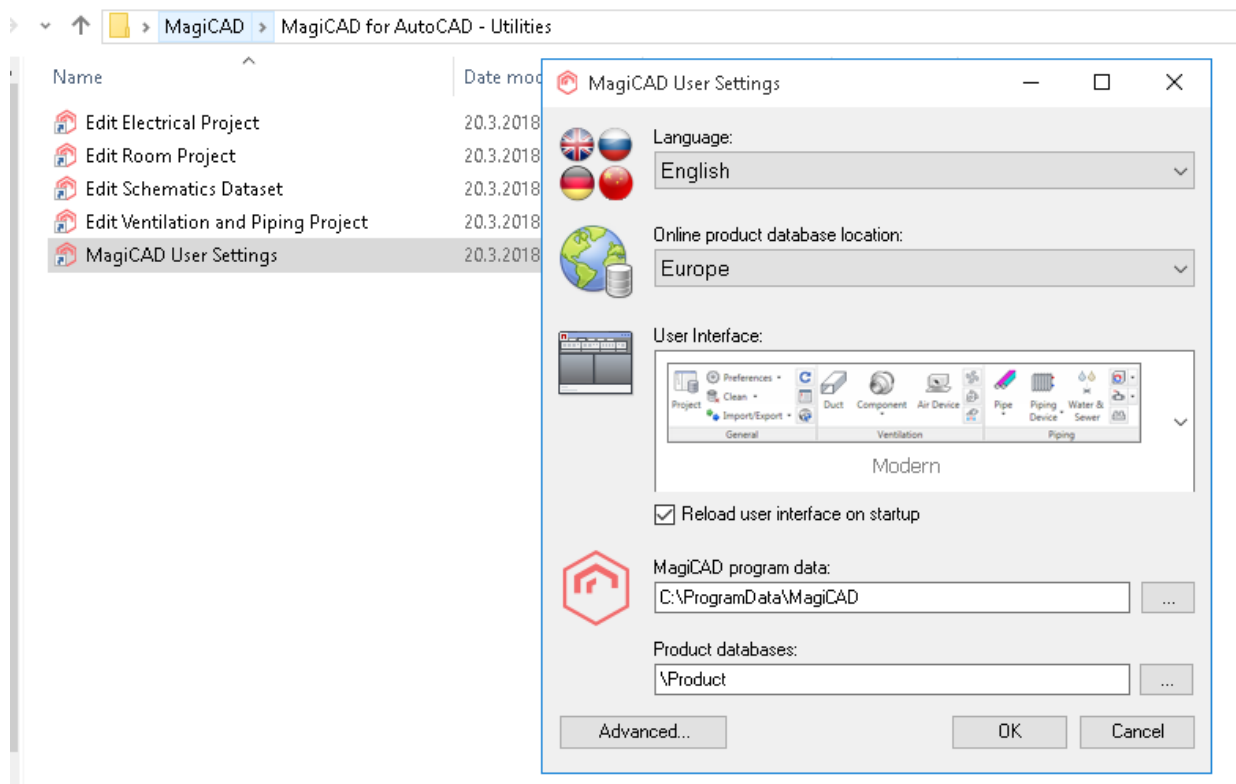 MagiCAD > MagiCAD for AutoCAD - Utilities
Name
Date mod
Edit Electrical Project 20.3.2018
Edit Room Project 20.3.2018
Edit Schematics Dataset 20.3.2018
Edit Ventilation and Piping Project 20.3.2018
MagiCAD User Settings 20.3.2018
MagiCAD User Settings
Language:
English
Online product database location:
Europe
User Interface:
Project
Preferences
Clean
Import/Export
General
Duct
Component
Air Device
Ventilation
Pipe
Piping Device
Water & Sewer
Piping
Modern
Reload user interface on startup
MagiCAD program data:
C:\ProgramData\MagiCAD
...
Product databases:
\Product
...
Advanced...
OK
Cancel